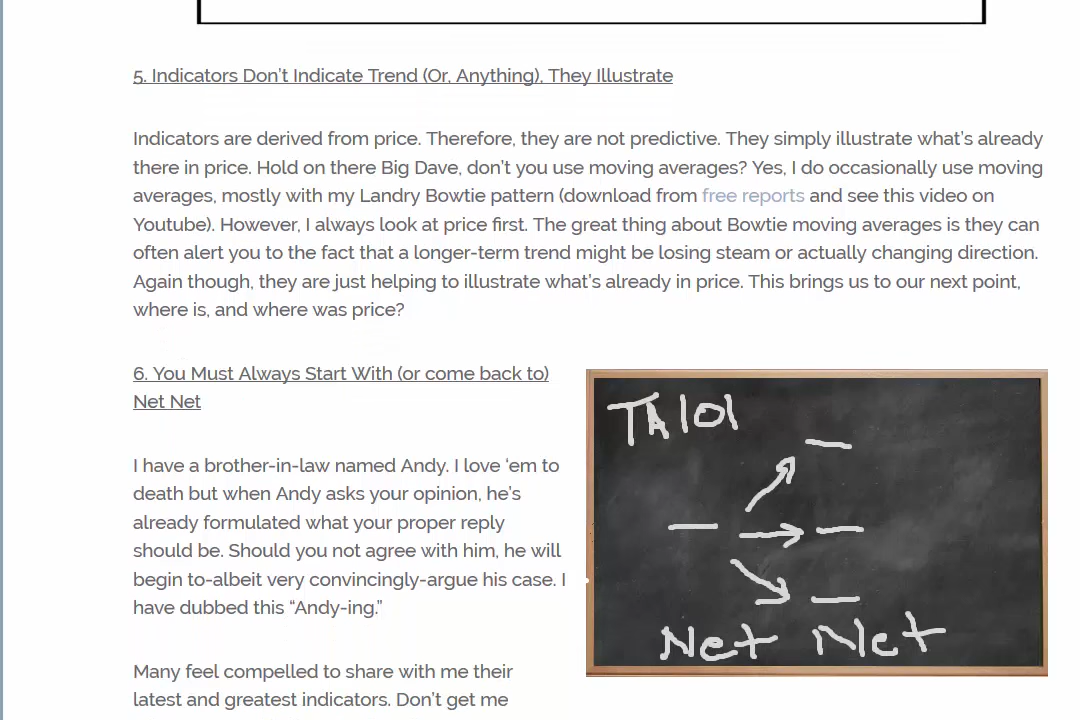 5. Indicators Don't Indicate Trend (Or, Anything), They Illustrate
Indicators are derived from price. Therefore, they are not predictive. They simply illustrate what's already
there in price. Hold on there Big Dave, don't you use moving averages? Yes, I do occasionally use moving
averages, mostly with my Landry Bowtie pattern (download from free reports and see this video on
Youtube). However, I always look at price first. The great thing about Bowtie moving averages is they can
often alert you to the fact that a longer-term trend might be losing steam or actually changing direction.
Again though, they are just helping to illustrate what's already in price. This brings us to our next point,
where is, and where was price?
6. You Must Always Start With (or come back to)
Net Net
I have a brother-in-law named Andy. I love 'em to
death but when Andy asks your opinion, he's
already formulated what your proper reply
should be. Should you not agree with him, he will
begin to-albeit very convincingly-argue his case. I
have dubbed this “Andy-ing.”
Many feel compelled to share with me their
latest and greatest indicators. Don't get me
TA101
Net Net